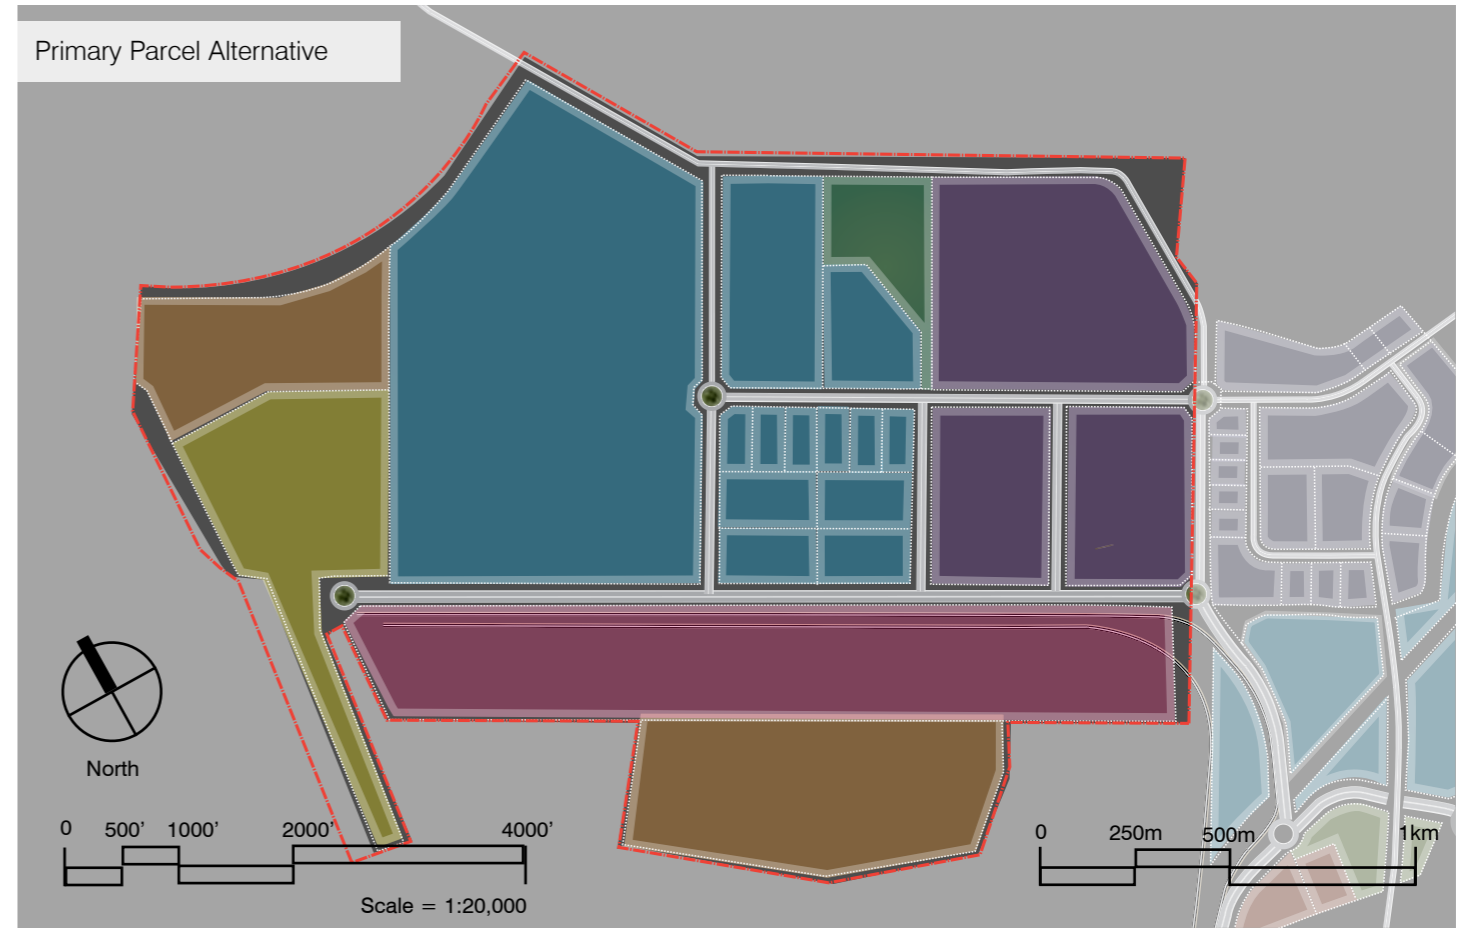 Primary Parcel Alternative
North
0 500’ 1000’ 2000’ 4000’
Scale = 1:20,000
0 250m 500m 1km